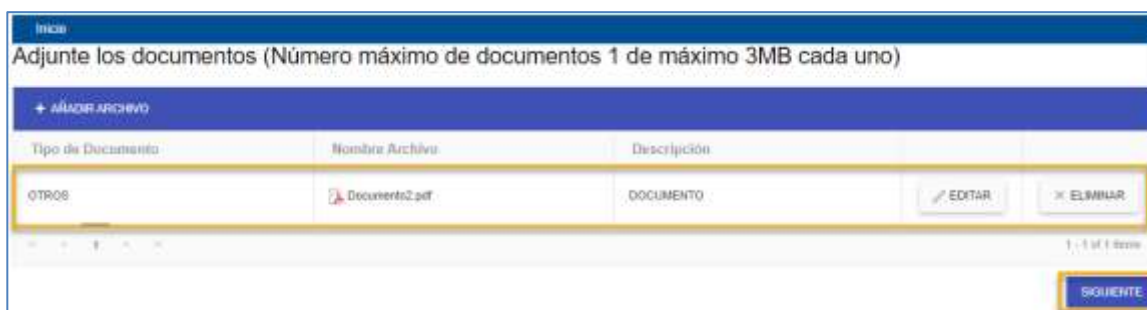 Inicio
Adjunte los documentos (Número máximo de documentos 1 de máximo 3MB cada uno)
+ AÑADIR ARCHIVO
Tipo de Documento Nombre Archivo Descripción
OTROS Documento2.pdf DOCUMENTO EDITAR × ELIMINAR
1 1 - 1 of 1 items
SIGUIENTE